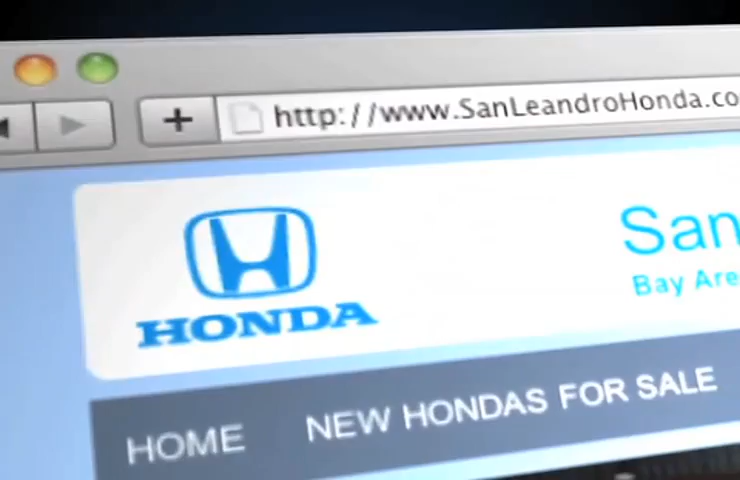 http://www.SanLeandroHonda.co
San
Bay Are
HONDA
HOME NEW HONDAS FOR SALE